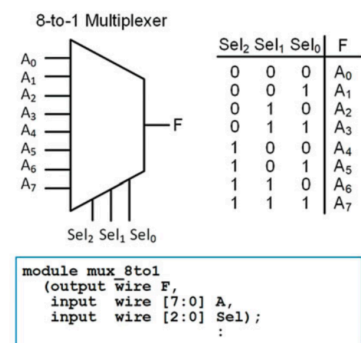 8-to-1 Multiplexer
A₀
A₁
A₂
A₃
A₄
A₅
A₆
A₇
F
Sel₂ Sel₁ Sel₀
Sel₂ Sel₁ Sel₀ F
0 0 0 A₀
0 0 1 A₁
0 1 0 A₂
0 1 1 A₃
1 0 0 A₄
1 0 1 A₅
1 1 0 A₆
1 1 1 A₇
module mux_8to1
(output wire F,
input wire [7:0] A,
input wire [2:0] Sel);
: